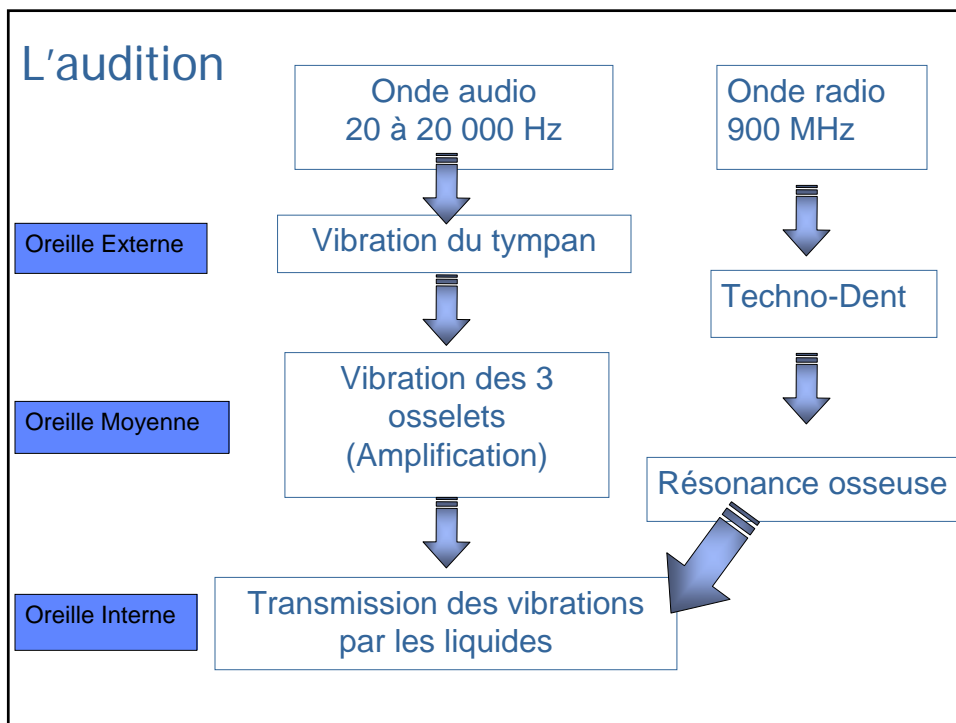 L'audition
Onde audio
20 à 20 000 Hz
Onde radio
900 MHz
Oreille Externe
Vibration du tympan
Techno-Dent
Oreille Moyenne
Vibration des 3
osselets
(Amplification)
Résonance osseuse
Oreille Interne
Transmission des vibrations
par les liquides